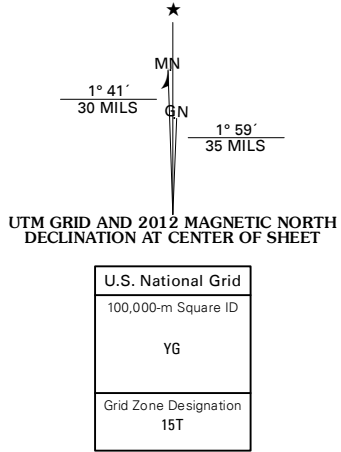 ★
MN
1° 41´
30 MILS
GN
1° 59´
35 MILS
UTM GRID AND 2012 MAGNETIC NORTH
DECLINATION AT CENTER OF SHEET
U.S. National Grid
100,000-m Square ID
YG
Grid Zone Designation
15T